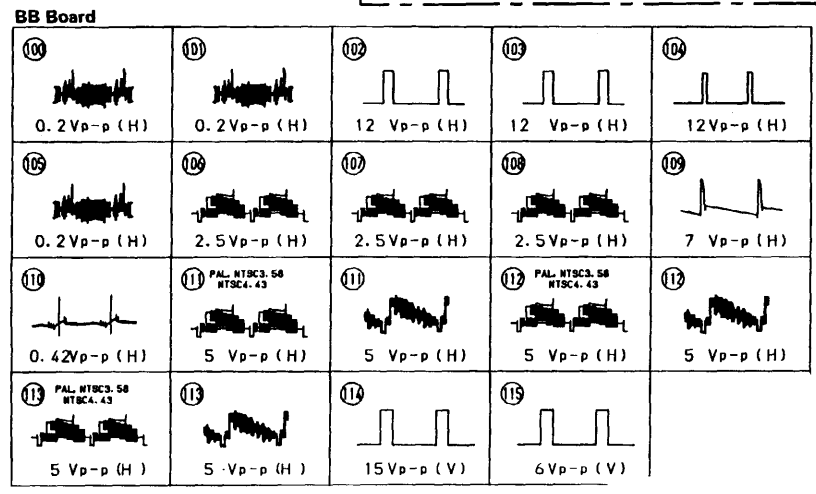 BB Board
100 101 102 103 104
0.2Vp-p (H) 0.2Vp-p (H) 12 Vp-p (H) 12 Vp-p (H) 12Vp-p (H)
105 106 107 108 109
0.2Vp-p (H) 2.5Vp-p (H) 2.5Vp-p (H) 2.5Vp-p (H) 7 Vp-p (H)
110 111 PAL. NTSC3.58 111 112 PAL. NTSC3.58 112
NTSC4.43 NTSC4.43
0.42Vp-p (H) 5 Vp-p (H) 5 Vp-p (H) 5 Vp-p (H) 5 Vp-p (H)
113 PAL. NTSC3.58 113 114 115
NTSC4.43
5 Vp-p (H) 5 Vp-p (H) 15Vp-p (V) 6Vp-p (V)